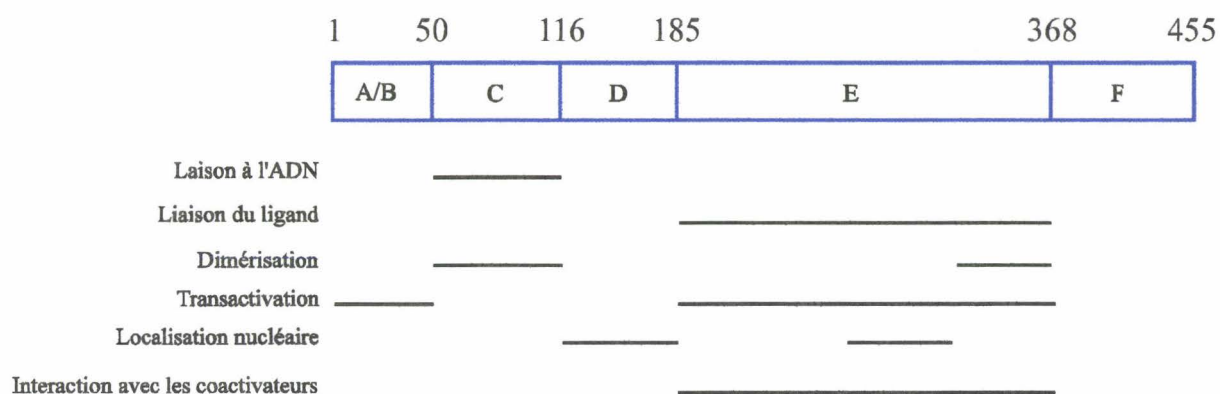 1 50 116 185 368 455
A/B C D E F
Laison à l'ADN
Liaison du ligand
Dimérisation
Transactivation
Localisation nucléaire
Interaction avec les coactivateurs